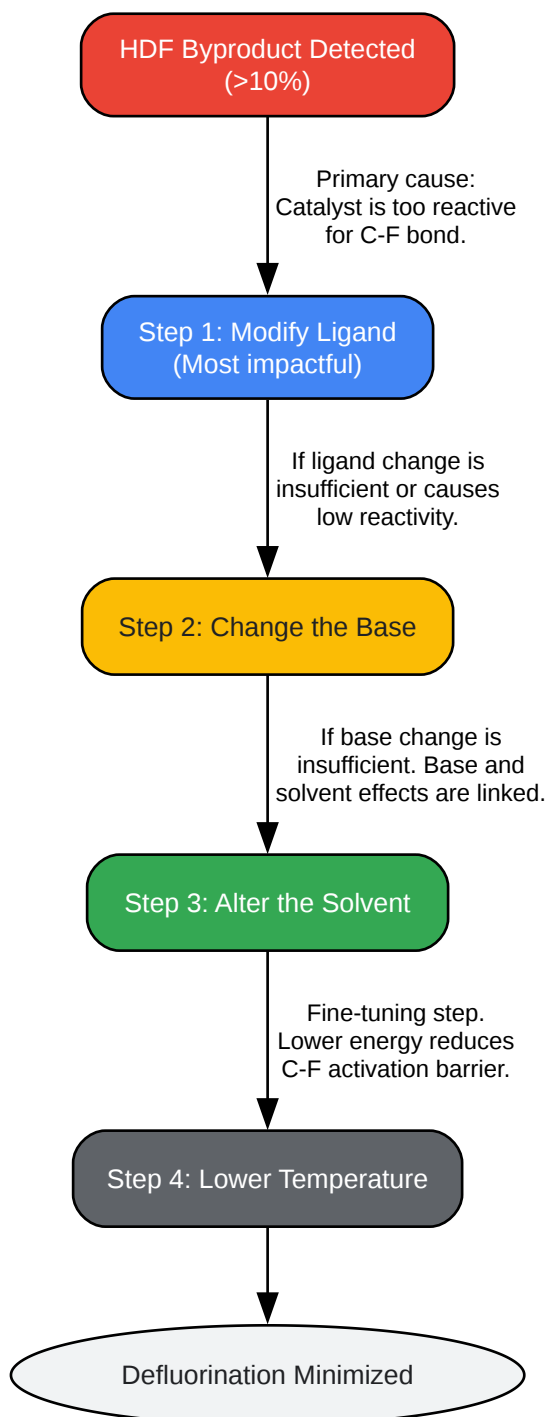 HDF Byproduct Detected
(>10%)
Primary cause:
Catalyst is too reactive
for C-F bond.
Step 1: Modify Ligand
(Most impactful)
If ligand change is
insufficient or causes
low reactivity.
Step 2: Change the Base
If base change is
insufficient. Base and
solvent effects are linked.
Step 3: Alter the Solvent
Fine-tuning step.
Lower energy reduces
C-F activation barrier.
Step 4: Lower Temperature
Defluorination Minimized